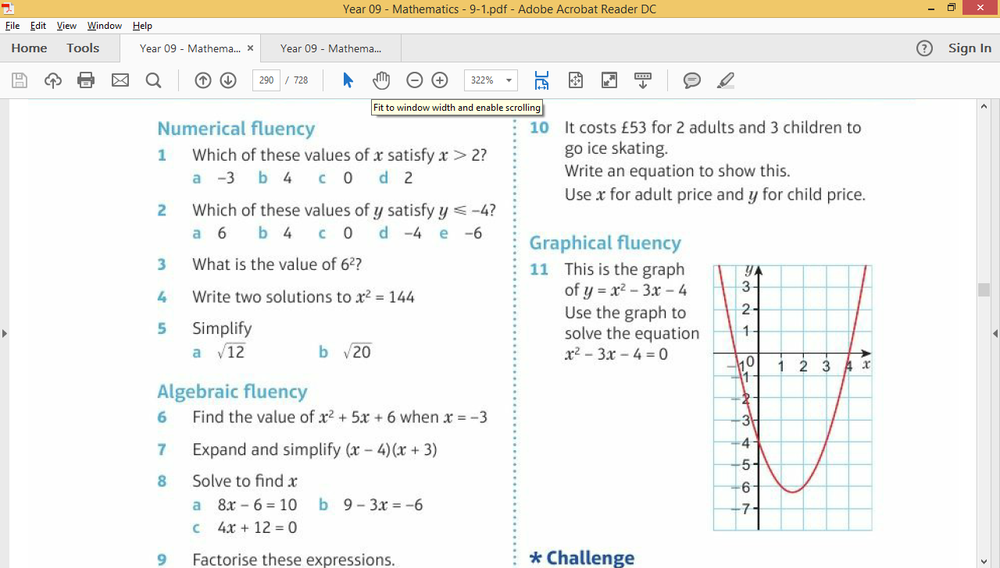 Year 09 - Mathematics - 9-1.pdf - Adobe Acrobat Reader DC
File Edit View Window Help
Home Tools Year 09 - Mathema... × Year 09 - Mathema... ? Sign In
290 / 728 322%
Fit to window width and enable scrolling
Numerical fluency
1 Which of these values of x satisfy x > 2?
a −3 b 4 c 0 d 2
2 Which of these values of y satisfy y ⩽ −4?
a 6 b 4 c 0 d −4 e −6
3 What is the value of 6²?
4 Write two solutions to x² = 144
5 Simplify
a √12 b √20
Algebraic fluency
6 Find the value of x² + 5x + 6 when x = −3
7 Expand and simplify (x − 4)(x + 3)
8 Solve to find x
a 8x − 6 = 10 b 9 − 3x = −6
c 4x + 12 = 0
9 Factorise these expressions.
10 It costs £53 for 2 adults and 3 children to
go ice skating.
Write an equation to show this.
Use x for adult price and y for child price.
Graphical fluency
11 This is the graph
of y = x² − 3x − 4
Use the graph to
solve the equation
x² − 3x − 4 = 0
y
3
2
1
−1 0 1 2 3 4 x
−1
−2
−3
−4
−5
−6
−7
* Challenge